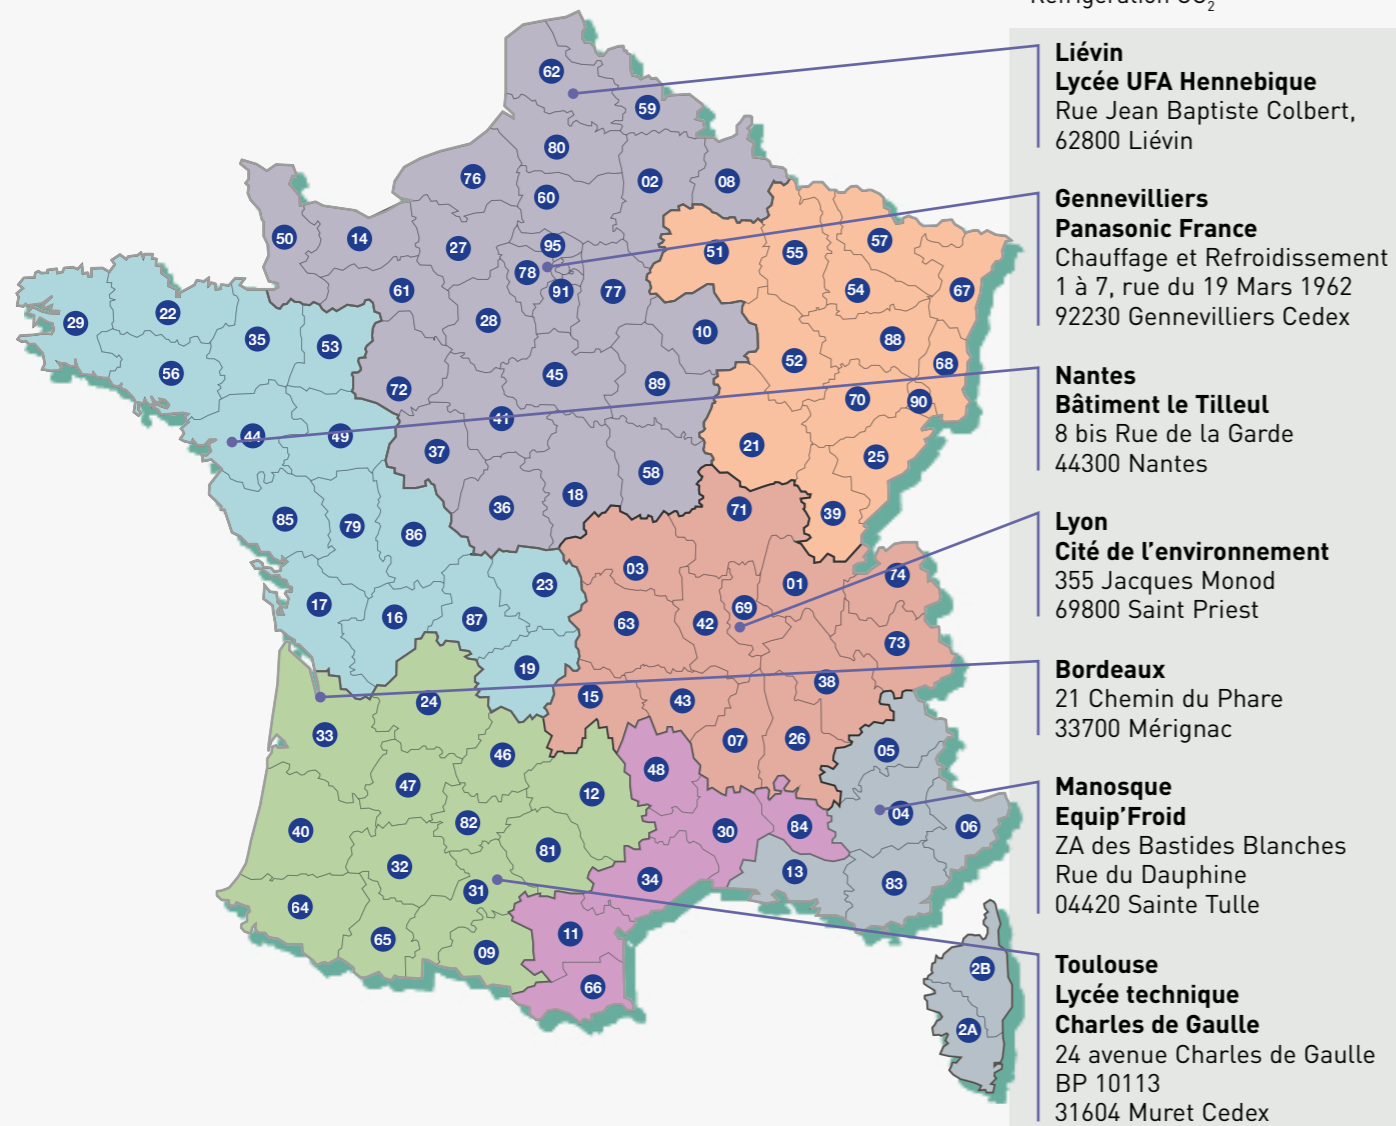 Réfrigération CO2
Liévin
Lycée UFA Hennebique
Rue Jean Baptiste Colbert,
62800 Liévin
Gennevilliers
Panasonic France
Chauffage et Refroidissement
1 à 7, rue du 19 Mars 1962
92230 Gennevilliers Cedex
Nantes
Bâtiment le Tilleul
8 bis Rue de la Garde
44300 Nantes
Lyon
Cité de l’environnement
355 Jacques Monod
69800 Saint Priest
Bordeaux
21 Chemin du Phare
33700 Mérignac
Manosque
Equip’Froid
ZA des Bastides Blanches
Rue du Dauphine
04420 Sainte Tulle
Toulouse
Lycée technique
Charles de Gaulle
24 avenue Charles de Gaulle
BP 10113
31604 Muret Cedex
62
59
80
76
02
08
60
50
14
27
95
78
91
77
61
28
10
51
55
57
54
67
88
68
52
70
90
21
25
39
29
22
35
53
56
72
45
89
41
44
49
37
58
18
36
85
79
86
71
03
23
01
74
17
16
87
69
63
42
73
19
15
43
38
24
33
46
07
26
05
48
47
12
40
82
30
84
04
06
81
32
31
34
13
83
64
65
09
11
66
2B
2A